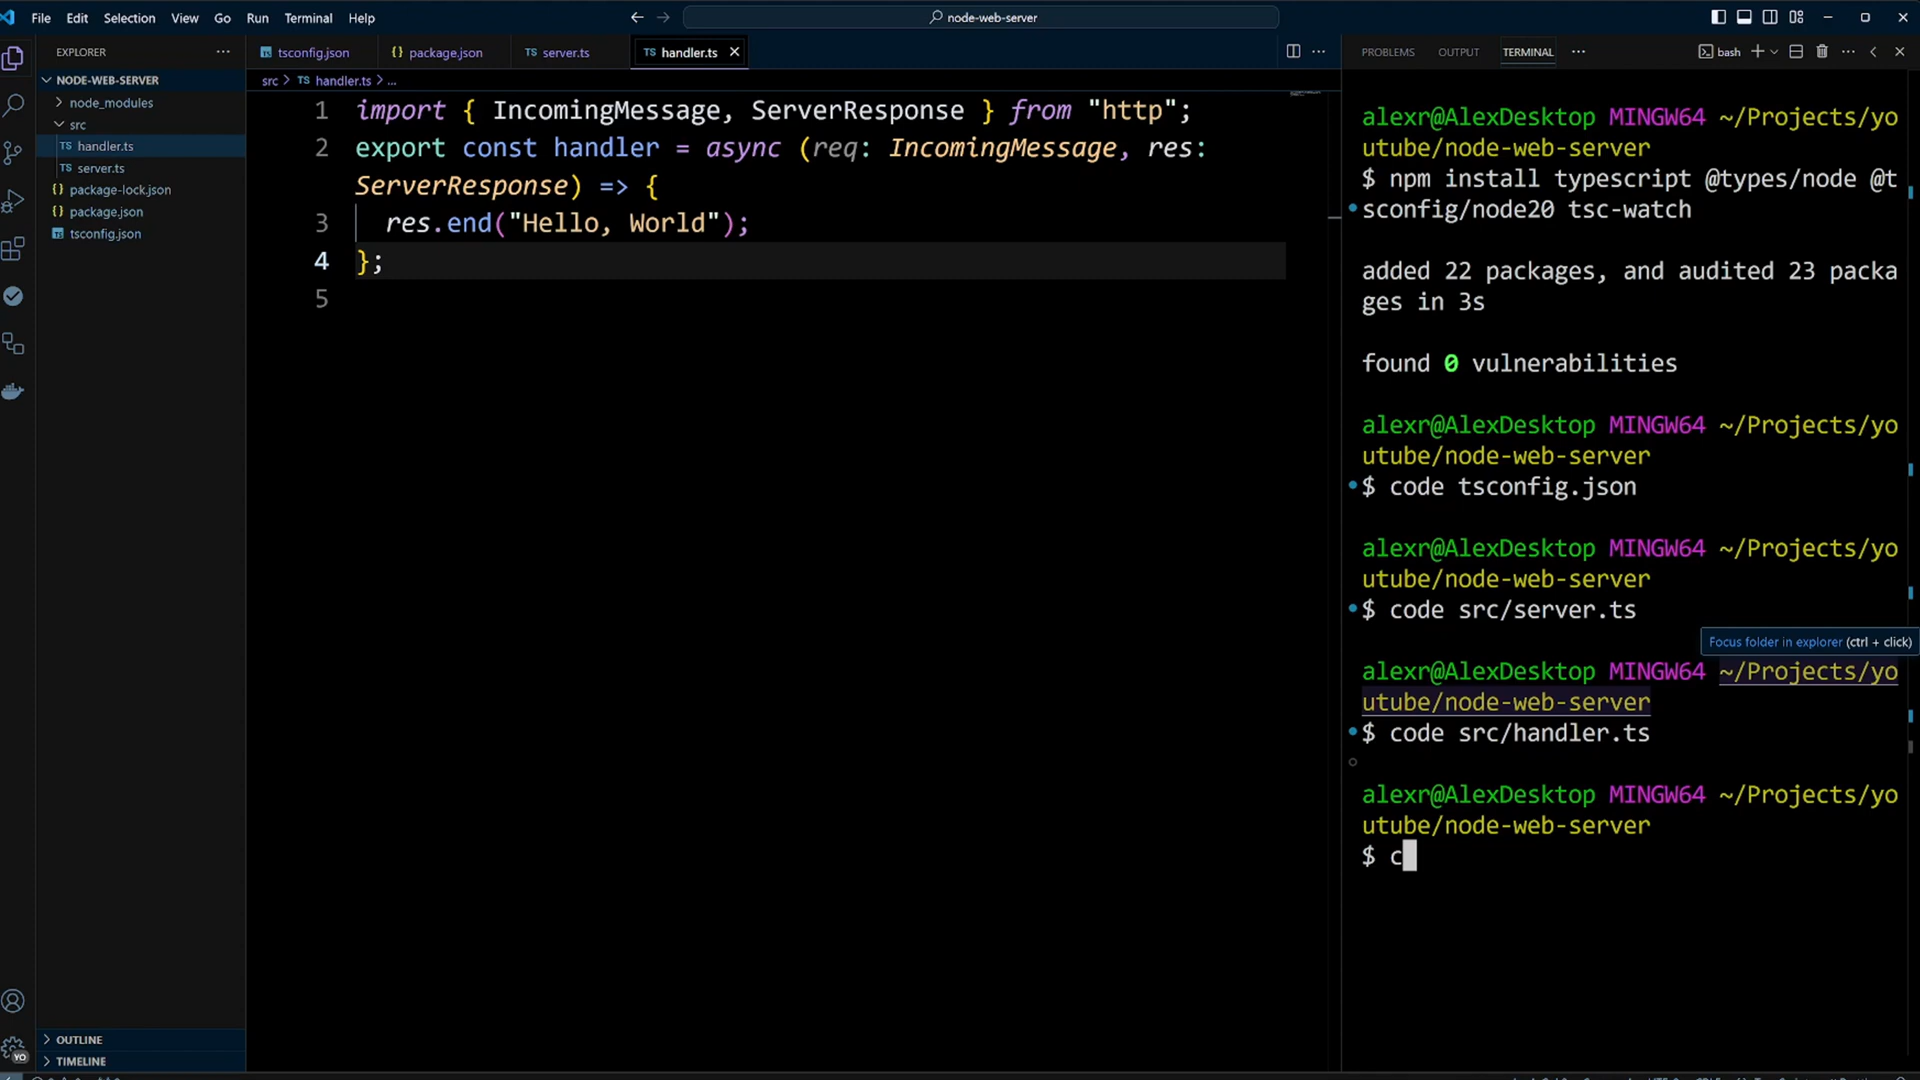 File Edit Selection View Go Run Terminal Help
node-web-server
EXPLORER
NODE-WEB-SERVER
node_modules
src
TS handler.ts
TS server.ts
{} package-lock.json
{} package.json
tsconfig.json
OUTLINE
TIMELINE
YO
tsconfig.json {} package.json TS server.ts TS handler.ts
src > TS handler.ts > ...
1 import { IncomingMessage, ServerResponse } from "http";
2 export const handler = async (req: IncomingMessage, res:
ServerResponse) => {
3 res.end("Hello, World");
4 };
5
PROBLEMS OUTPUT TERMINAL
bash
alexr@AlexDesktop MINGW64 ~/Projects/yo
utube/node-web-server
$ npm install typescript @types/node @t
sconfig/node20 tsc-watch
added 22 packages, and audited 23 packa
ges in 3s
found 0 vulnerabilities
alexr@AlexDesktop MINGW64 ~/Projects/yo
utube/node-web-server
$ code tsconfig.json
alexr@AlexDesktop MINGW64 ~/Projects/yo
utube/node-web-server
$ code src/server.ts
Focus folder in explorer (ctrl + click)
alexr@AlexDesktop MINGW64 ~/Projects/yo
utube/node-web-server
$ code src/handler.ts
alexr@AlexDesktop MINGW64 ~/Projects/yo
utube/node-web-server
$ c